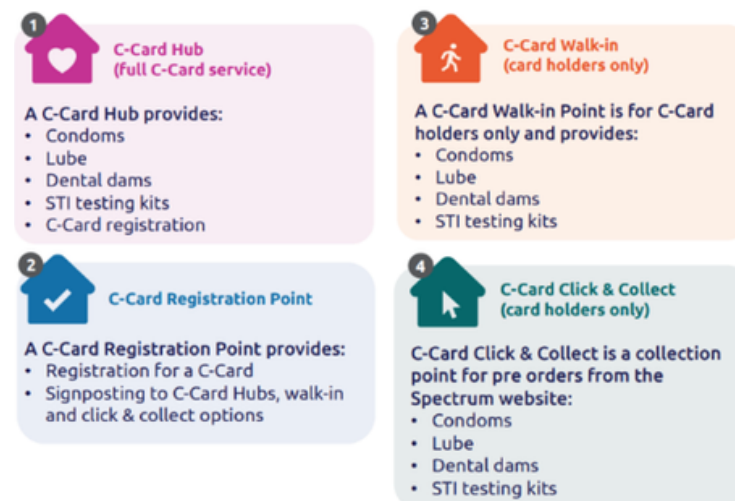 1
C-Card Hub
(full C-Card service)
A C-Card Hub provides:
• Condoms
• Lube
• Dental dams
• STI testing kits
• C-Card registration
2
C-Card Registration Point
A C-Card Registration Point provides:
• Registration for a C-Card
• Signposting to C-Card Hubs, walk-in
and click & collect options
3
C-Card Walk-in
(card holders only)
A C-Card Walk-in Point is for C-Card
holders only and provides:
• Condoms
• Lube
• Dental dams
• STI testing kits
4
C-Card Click & Collect
(card holders only)
C-Card Click & Collect is a collection
point for pre orders from the
Spectrum website:
• Condoms
• Lube
• Dental dams
• STI testing kits